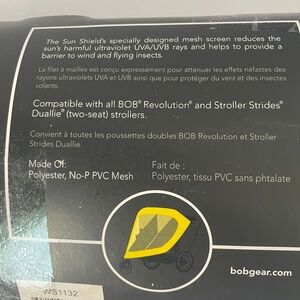 The Sun Shield's specially designed mesh screen reduces the
sun's harmful ultraviolet UVA/UVB rays and helps to provide a
barrier to wind and flying insects.
La filet à mailles est conçu expressément pour atténuer les effets néfastes des
rayons ultraviolets UVA et UVB ainsi que pour protéger du vent et des insectes
volants.
Compatible with all BOB® Revolution® and Stroller Strides®
Duallie® (two-seat) strollers.
Convient à toutes les poussettes doubles BOB Revolution et Stroller
Strides Duallie.
Made Of:
Polyester, No-P PVC Mesh
Fait de :
Polyester, tissu PVC sans phtalate
WS1132
bobgear.com